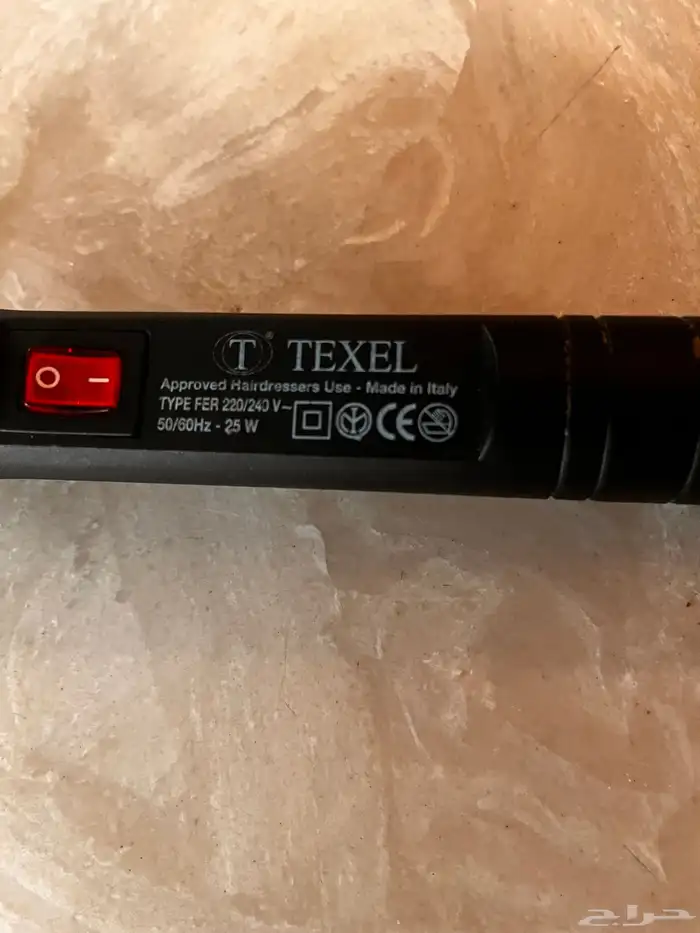 T® TEXEL
Approved Hairdressers Use - Made in Italy
TYPE FER 220/240 V~
50/60Hz - 25 W CE
O –
حراج